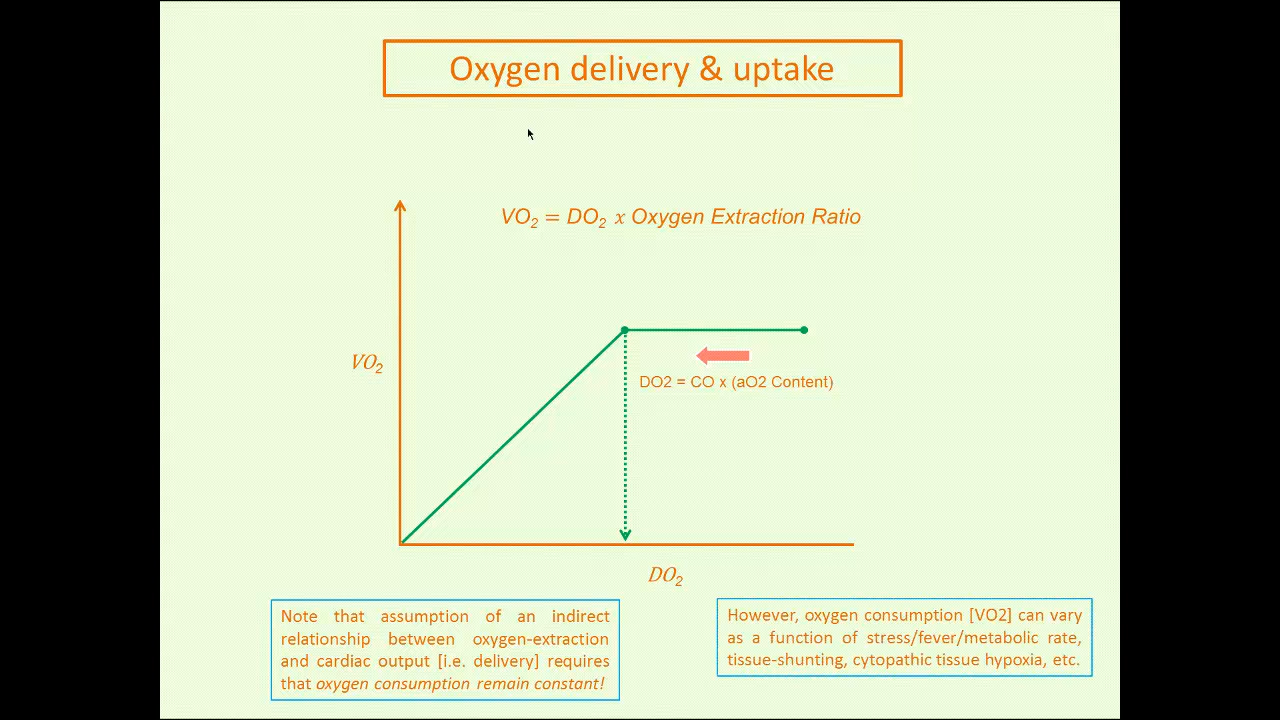 Oxygen delivery & uptake
VO₂ = DO₂ x Oxygen Extraction Ratio
VO₂
DO2 = CO x (aO2 Content)
DO₂
Note that assumption of an indirect
relationship between oxygen-extraction
and cardiac output [i.e. delivery] requires
that oxygen consumption remain constant!
However, oxygen consumption [VO2] can vary
as a function of stress/fever/metabolic rate,
tissue-shunting, cytopathic tissue hypoxia, etc.